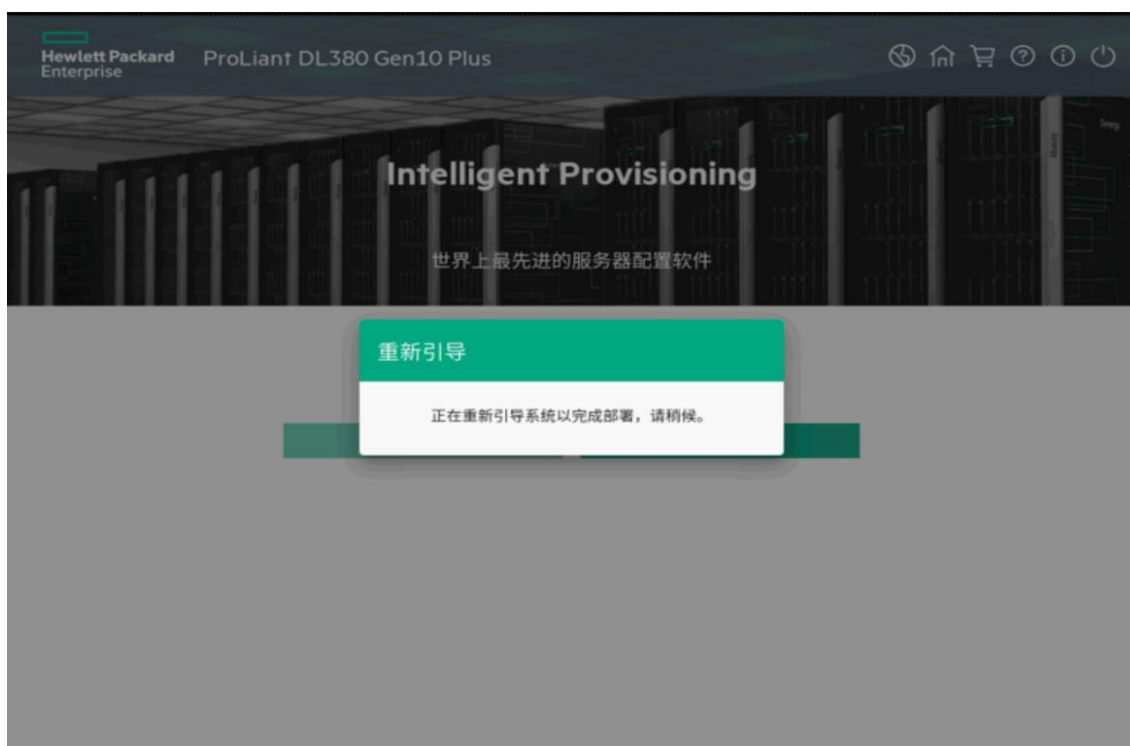 Hewlett Packard
Enterprise
ProLiant DL380 Gen10 Plus
Intelligent Provisioning
世界上最先进的服务器配置软件
重新引导
正在重新引导系统以完成部署，请稍候。